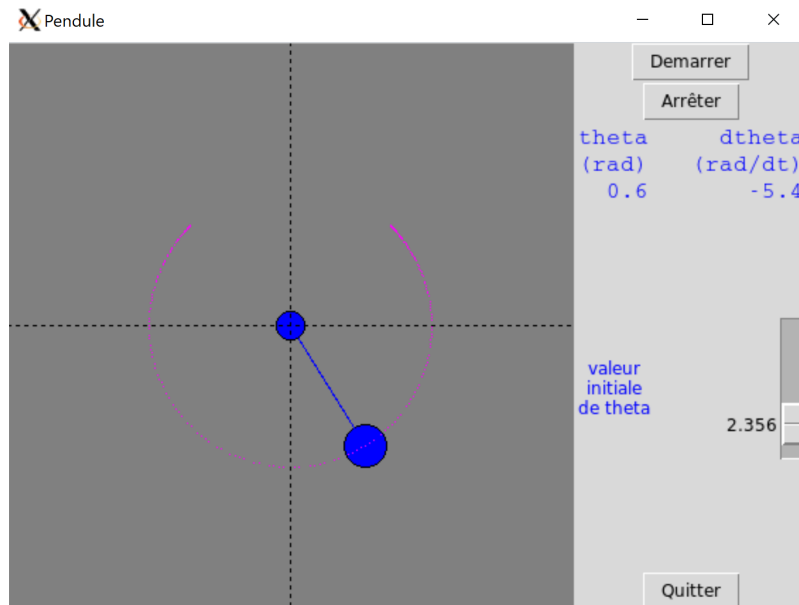 Pendule
Demarrer
Arrêter
theta dtheta
(rad) (rad/dt)
0.6 -5.4
valeur
initiale
de theta
2.356
Quitter